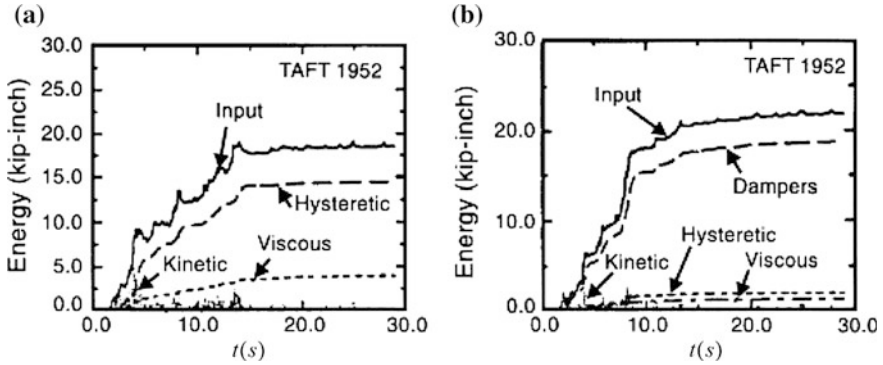 (a)
Energy (kip-inch)
30.0
25.0
20.0
15.0
10.0
5.0
0.0
TAFT 1952
Input
Hysteretic
Viscous
Kinetic
0.0 10.0 20.0 30.0
t(s)
(b)
Energy (kip-inch)
30.0
20.0
10.0
0.0
TAFT 1952
Input
Dampers
Hysteretic
Kinetic
Viscous
0.0 10.0 20.0 30.0
t(s)